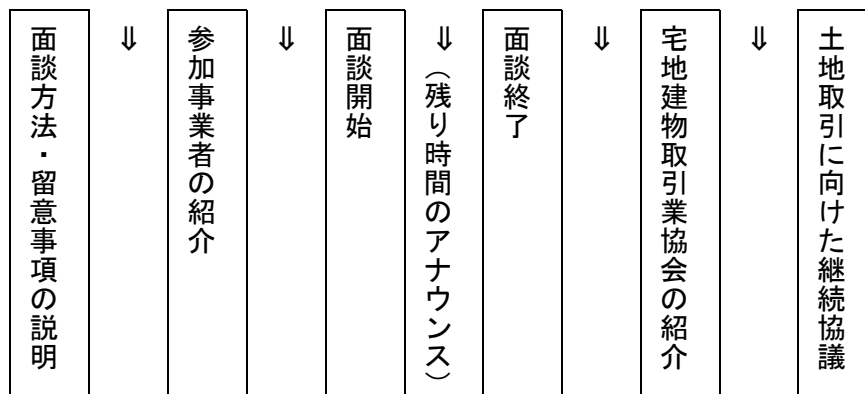 面談方法・留意事項の説明
⇓
参加事業者の紹介
⇓
面談開始
⇓（残り時間のアナウンス）
面談終了
⇓
宅地建物取引業協会の紹介
⇓
土地取引に向けた継続協議